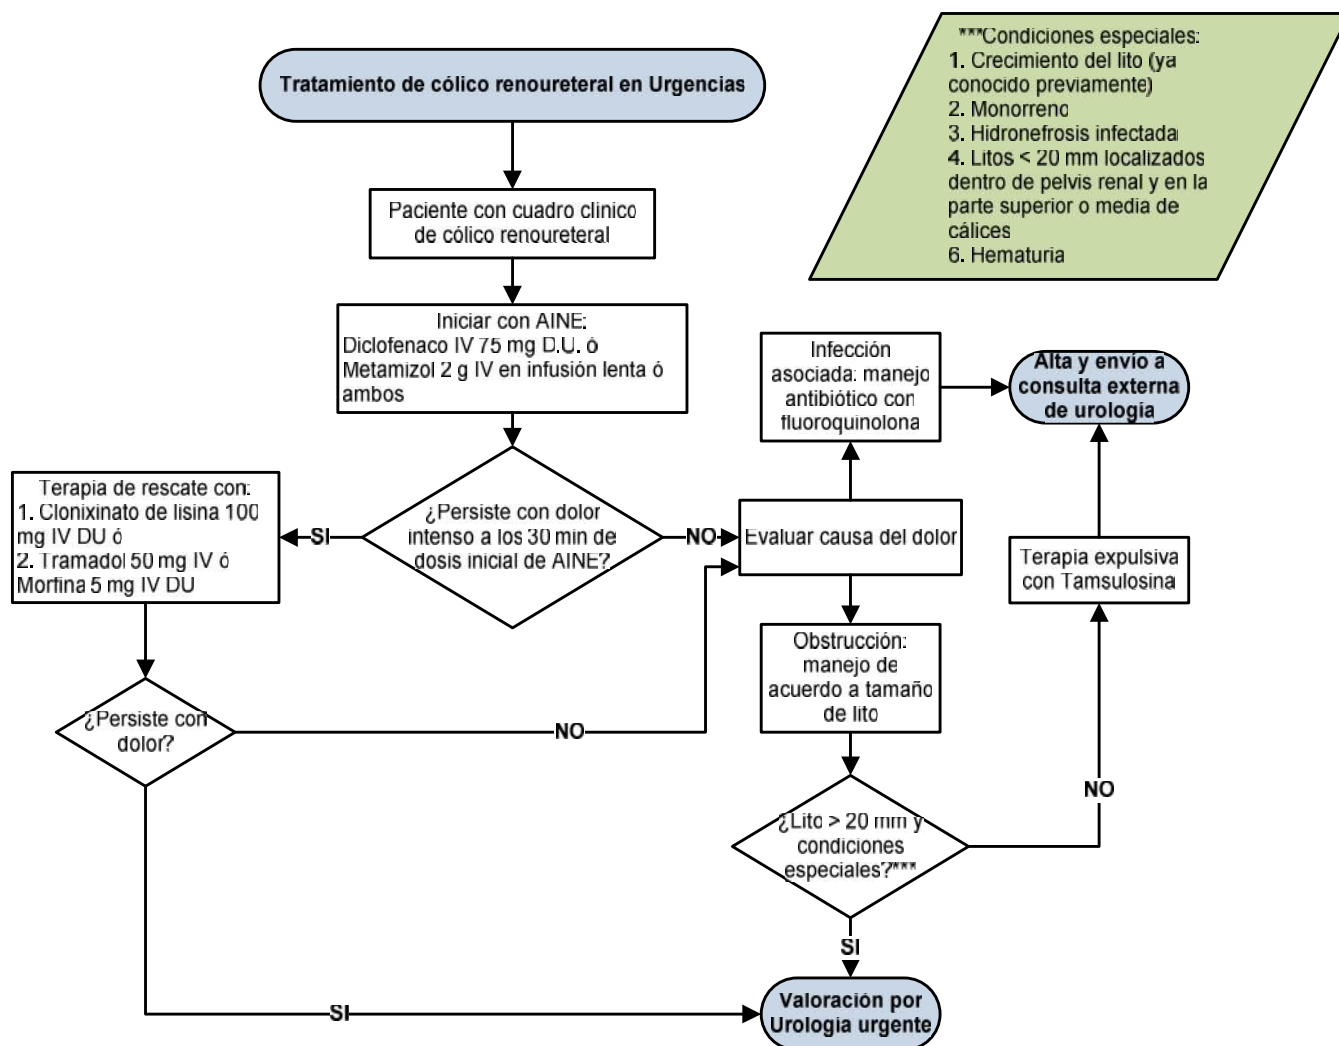 Tratamiento de cólico renoureteral en Urgencias
***Condiciones especiales:
1. Crecimiento del lito (ya
conocido previamente)
2. Monorreno
3. Hidronefrosis infectada
4. Litos < 20 mm localizados
dentro de pelvis renal y en la
parte superior o media de
cálices
6. Hematuria
Paciente con cuadro clinico
de cólico renoureteral
Iniciar con AINE:
Diclofenaco IV 75 mg D.U. ó
Metamizol 2 g IV en infusión lenta ó
ambos
¿Persiste con dolor
intenso a los 30 min de
dosis inicial de AINE?
SI
NO
Terapia de rescate con:
1. Clonixinato de lisina 100
mg IV DU ó
2. Tramadol 50 mg IV ó
Morfina 5 mg IV DU
¿Persiste con
dolor?
NO
SI
Evaluar causa del dolor
Infección
asociada: manejo
antibiótico con
fluoroquinolona
Alta y envío a
consulta externa
de urología
Terapia expulsiva
con Tamsulosina
Obstrucción:
manejo de
acuerdo a tamaño
de lito
¿Lito > 20 mm y
condiciones
especiales?***
NO
SI
Valoración por
Urologia urgente